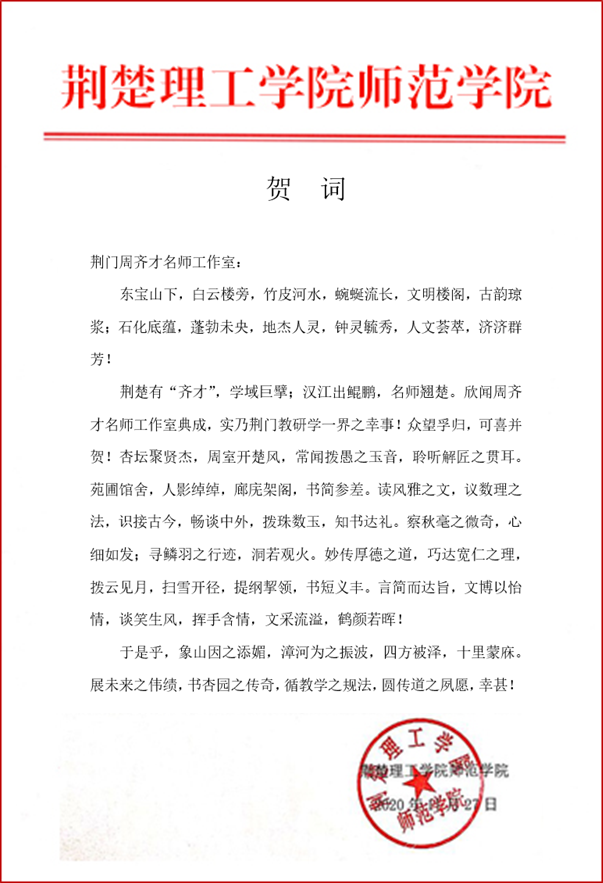 荆楚理工学院师范学院
贺 词
荆门周齐才名师工作室：
东宝山下，白云楼旁，竹皮河水，蜿蜒流长，文明楼阁，古韵琼
浆；石化底蕴，蓬勃未央，地杰人灵，钟灵毓秀，人文荟萃，济济群
芳！
荆楚有“齐才”，学域巨擘；汉江出鲲鹏，名师翘楚。欣闻周齐
才名师工作室典成，实乃荆门教研学一界之幸事！众望孚归，可喜并
贺！杏坛聚贤杰，周室开楚风，常闻拨愚之玉音，聆听解匠之贯耳。
苑圃馆舍，人影绰绰，廊庑架阁，书简参差。读风雅之文，议数理之
法，识接古今，畅谈中外，拨珠数玉，知书达礼。察秋毫之微奇，心
细如发；寻鳞羽之行迹，洞若观火。妙传厚德之道，巧达宽仁之理，
拨云见月，扫雪开径，提纲挈领，书短义丰。言简而达旨，文博以怡
情，谈笑生风，挥手含情，文采流溢，鹤颜若晖！
于是乎，象山因之添媚，漳河为之振波，四方被泽，十里蒙庥。
展未来之伟绩，书杏园之传奇，循教学之规法，圆传道之夙愿，幸甚！
荆楚理工学院师范学院
2020年 月27日
荆楚理工学院
师范学院